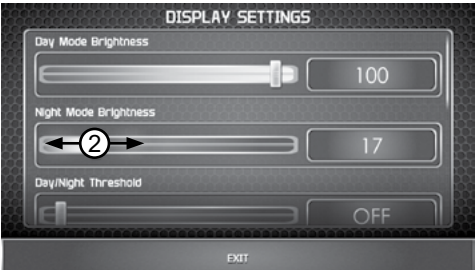 DISPLAY SETTINGS
Day Mode Brightness
100
Night Mode Brightness
2
17
Day/Night Threshold
OFF
EXIT